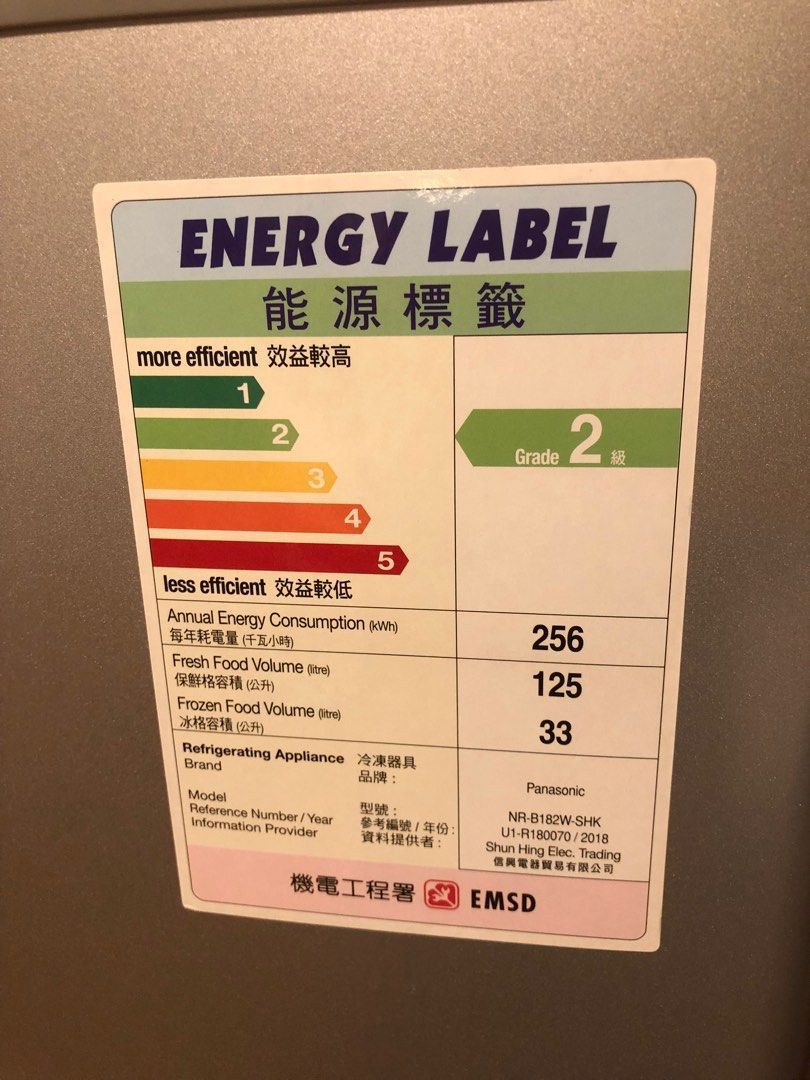 ENERGY LABEL
能源標籤
more efficient 效益較高
1
2
3
4
5
less efficient 效益較低
Grade 2 級
Annual Energy Consumption (kWh)
每年耗電量 (千瓦小時)
256
Fresh Food Volume (litre)
保鮮格容積 (公升)
125
Frozen Food Volume (litre)
冰格容積 (公升)
33
Refrigerating Appliance 冷凍器具
Brand 品牌: Panasonic
Model 型號: NR-B182W-SHK
Reference Number / Year 參考編號 / 年份: U1-R180070 / 2018
Information Provider 資料提供者: Shun Hing Elec. Trading
信興電器貿易有限公司
機電工程署 EMSD